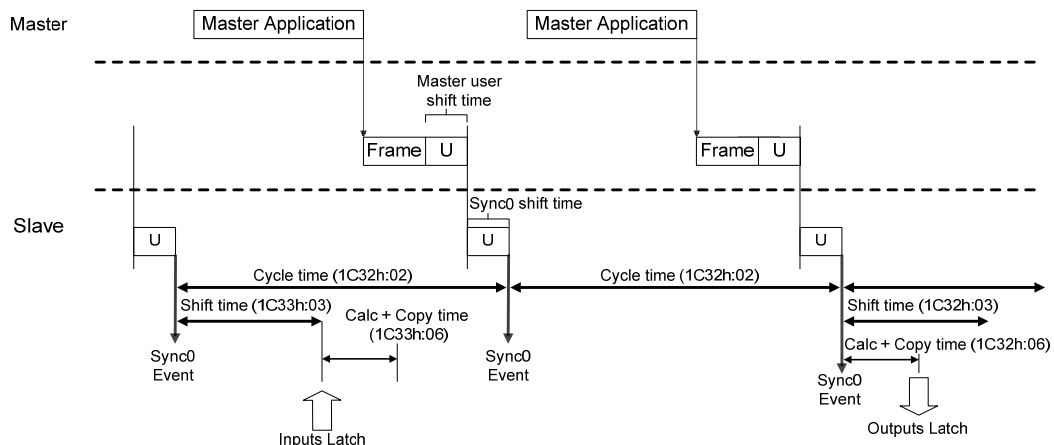 Master
Master Application
Master Application
Master user
shift time
Frame
U
Frame
U
Slave
Sync0 shift time
U
U
U
Cycle time (1C32h:02)
Cycle time (1C32h:02)
Shift time (1C33h:03)
Shift time (1C32h:03)
Calc + Copy time
(1C33h:06)
Calc + Copy time (1C32h:06)
Sync0
Event
Sync0
Event
Sync0
Event
Inputs Latch
Outputs Latch